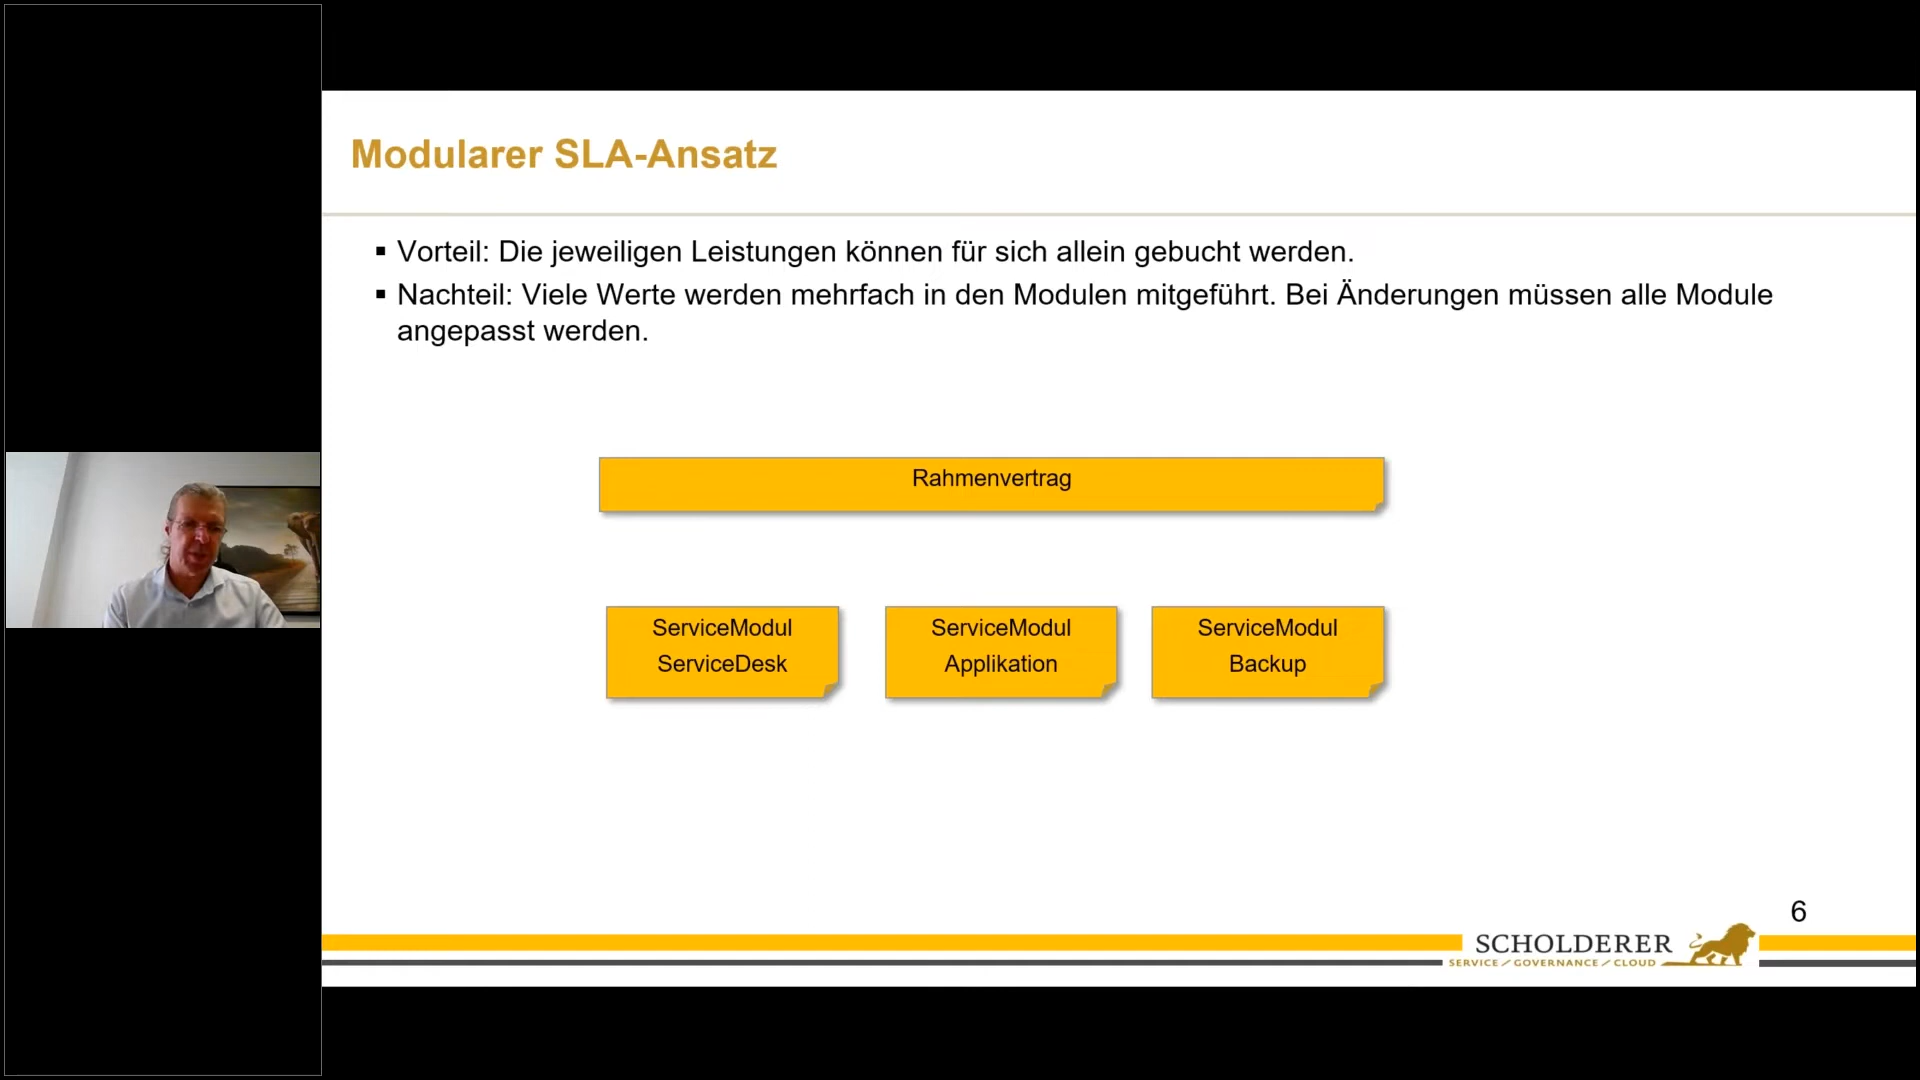 Modularer SLA-Ansatz
▪ Vorteil: Die jeweiligen Leistungen können für sich allein gebucht werden.
▪ Nachteil: Viele Werte werden mehrfach in den Modulen mitgeführt. Bei Änderungen müssen alle Module
angepasst werden.
Rahmenvertrag
ServiceModul
ServiceDesk
ServiceModul
Applikation
ServiceModul
Backup
6
SCHOLDERER
SERVICE / GOVERNANCE / CLOUD